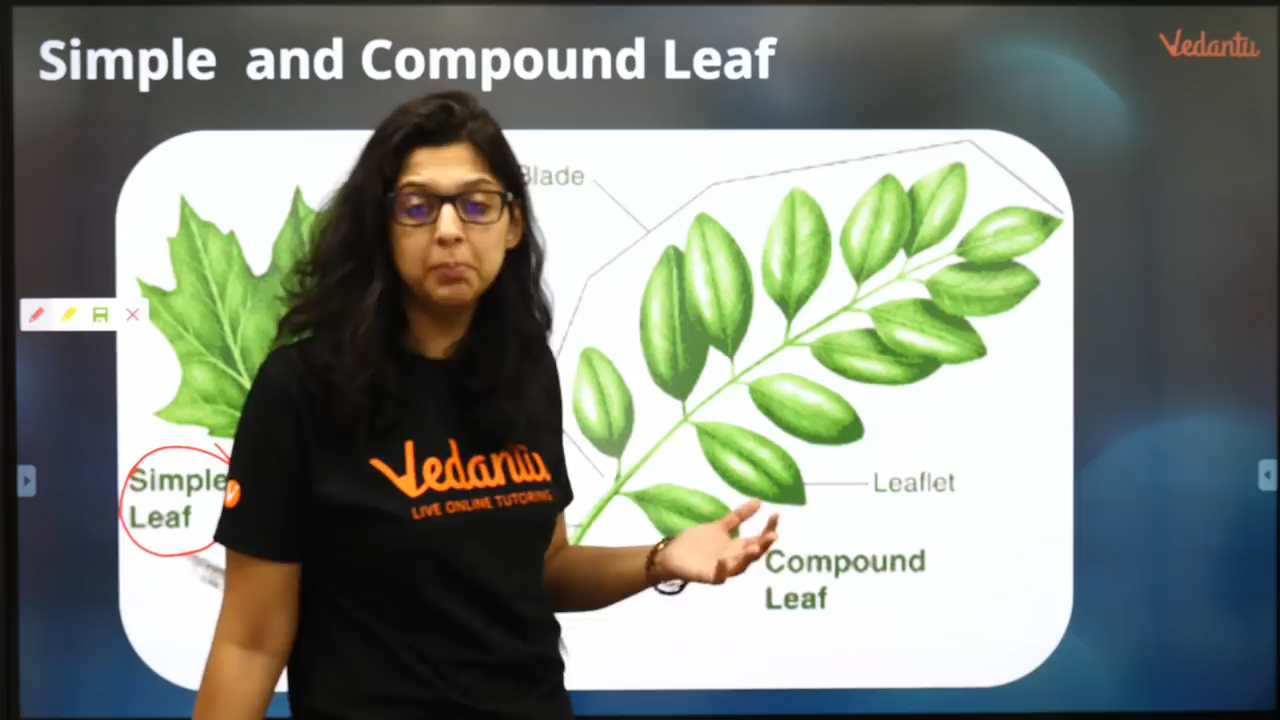 Simple and Compound Leaf
Vedantu
Blade
Simple
Leaf
Vedantu
LIVE ONLINE TUTORING
Leaflet
Compound
Leaf